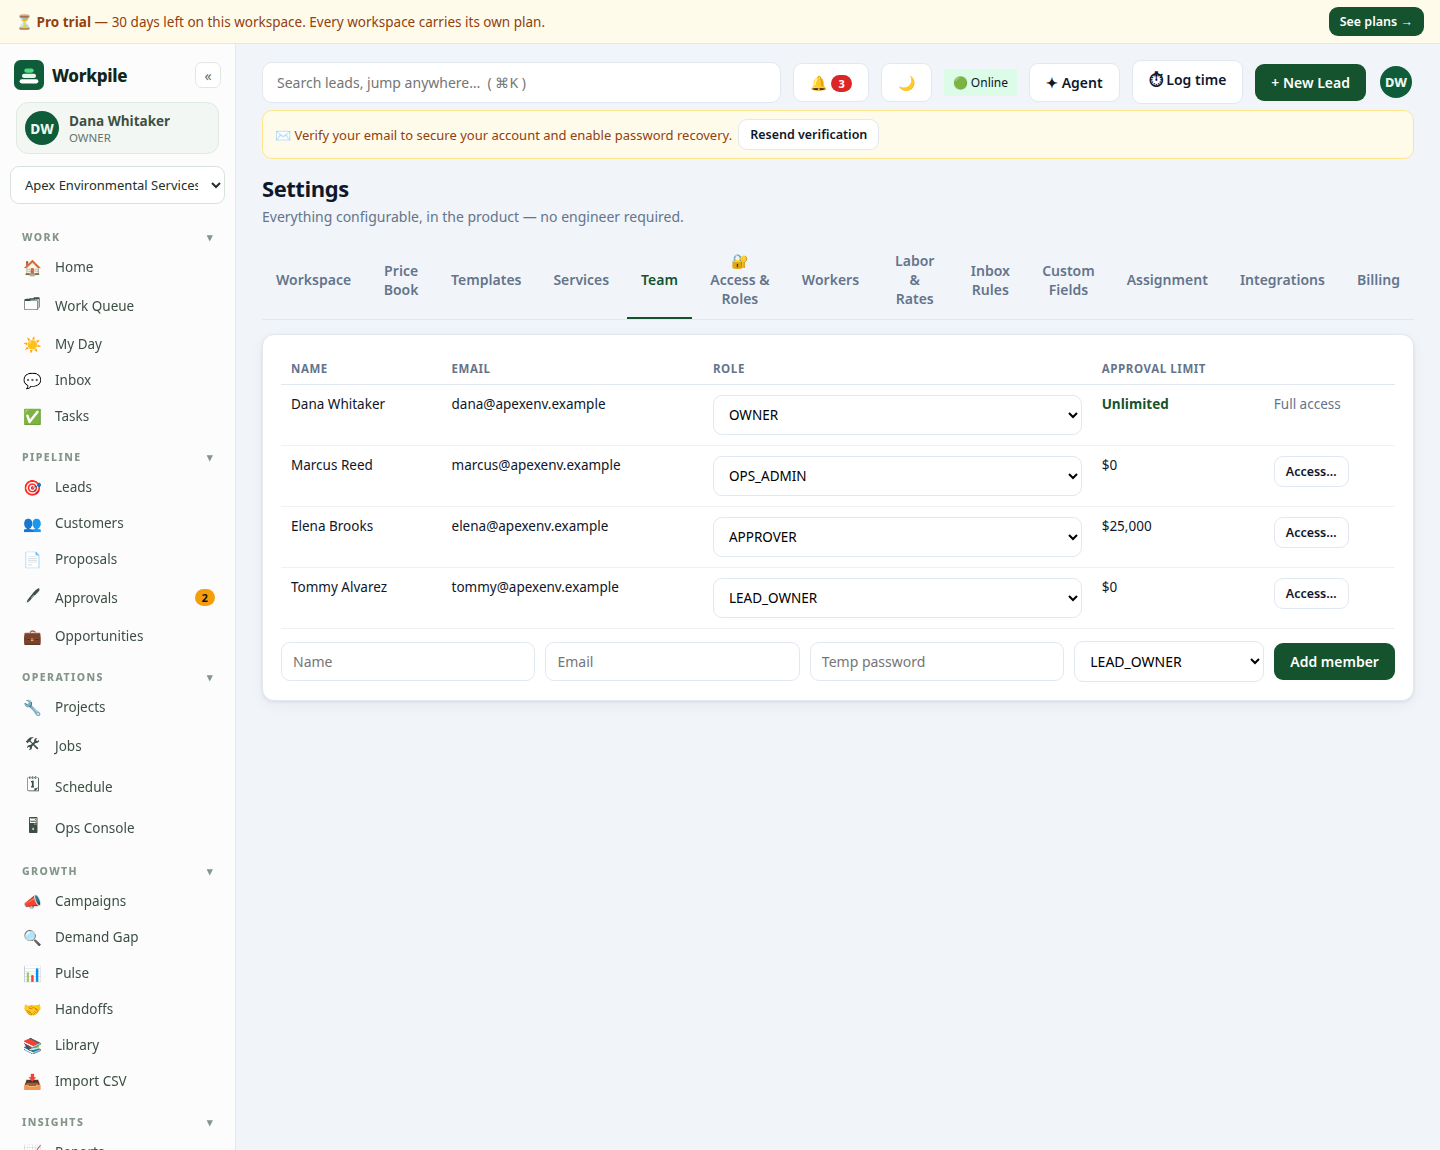 ⏳ Pro trial — 30 days left on this workspace. Every workspace carries its own plan.
See plans →
Workpile
«
DW
Dana Whitaker
OWNER
Apex Environmental Services
WORK ▾
Home
Work Queue
My Day
Inbox
Tasks
PIPELINE ▾
Leads
Customers
Proposals
Approvals 2
Opportunities
OPERATIONS ▾
Projects
Jobs
Schedule
Ops Console
GROWTH ▾
Campaigns
Demand Gap
Pulse
Handoffs
Library
Import CSV
INSIGHTS ▾
Reports
Search leads, jump anywhere… (⌘K)
3
Online
✦ Agent
Log time
+ New Lead
DW
Verify your email to secure your account and enable password recovery.
Resend verification
Settings
Everything configurable, in the product — no engineer required.
Workspace
Price
Book
Templates
Services
Team
Access &
Roles
Workers
Labor
&
Rates
Inbox
Rules
Custom
Fields
Assignment
Integrations
Billing
NAME EMAIL ROLE APPROVAL LIMIT
Dana Whitaker dana@apexenv.example OWNER Unlimited Full access
Marcus Reed marcus@apexenv.example OPS_ADMIN $0 Access…
Elena Brooks elena@apexenv.example APPROVER $25,000 Access…
Tommy Alvarez tommy@apexenv.example LEAD_OWNER $0 Access…
Name Email Temp password LEAD_OWNER Add member